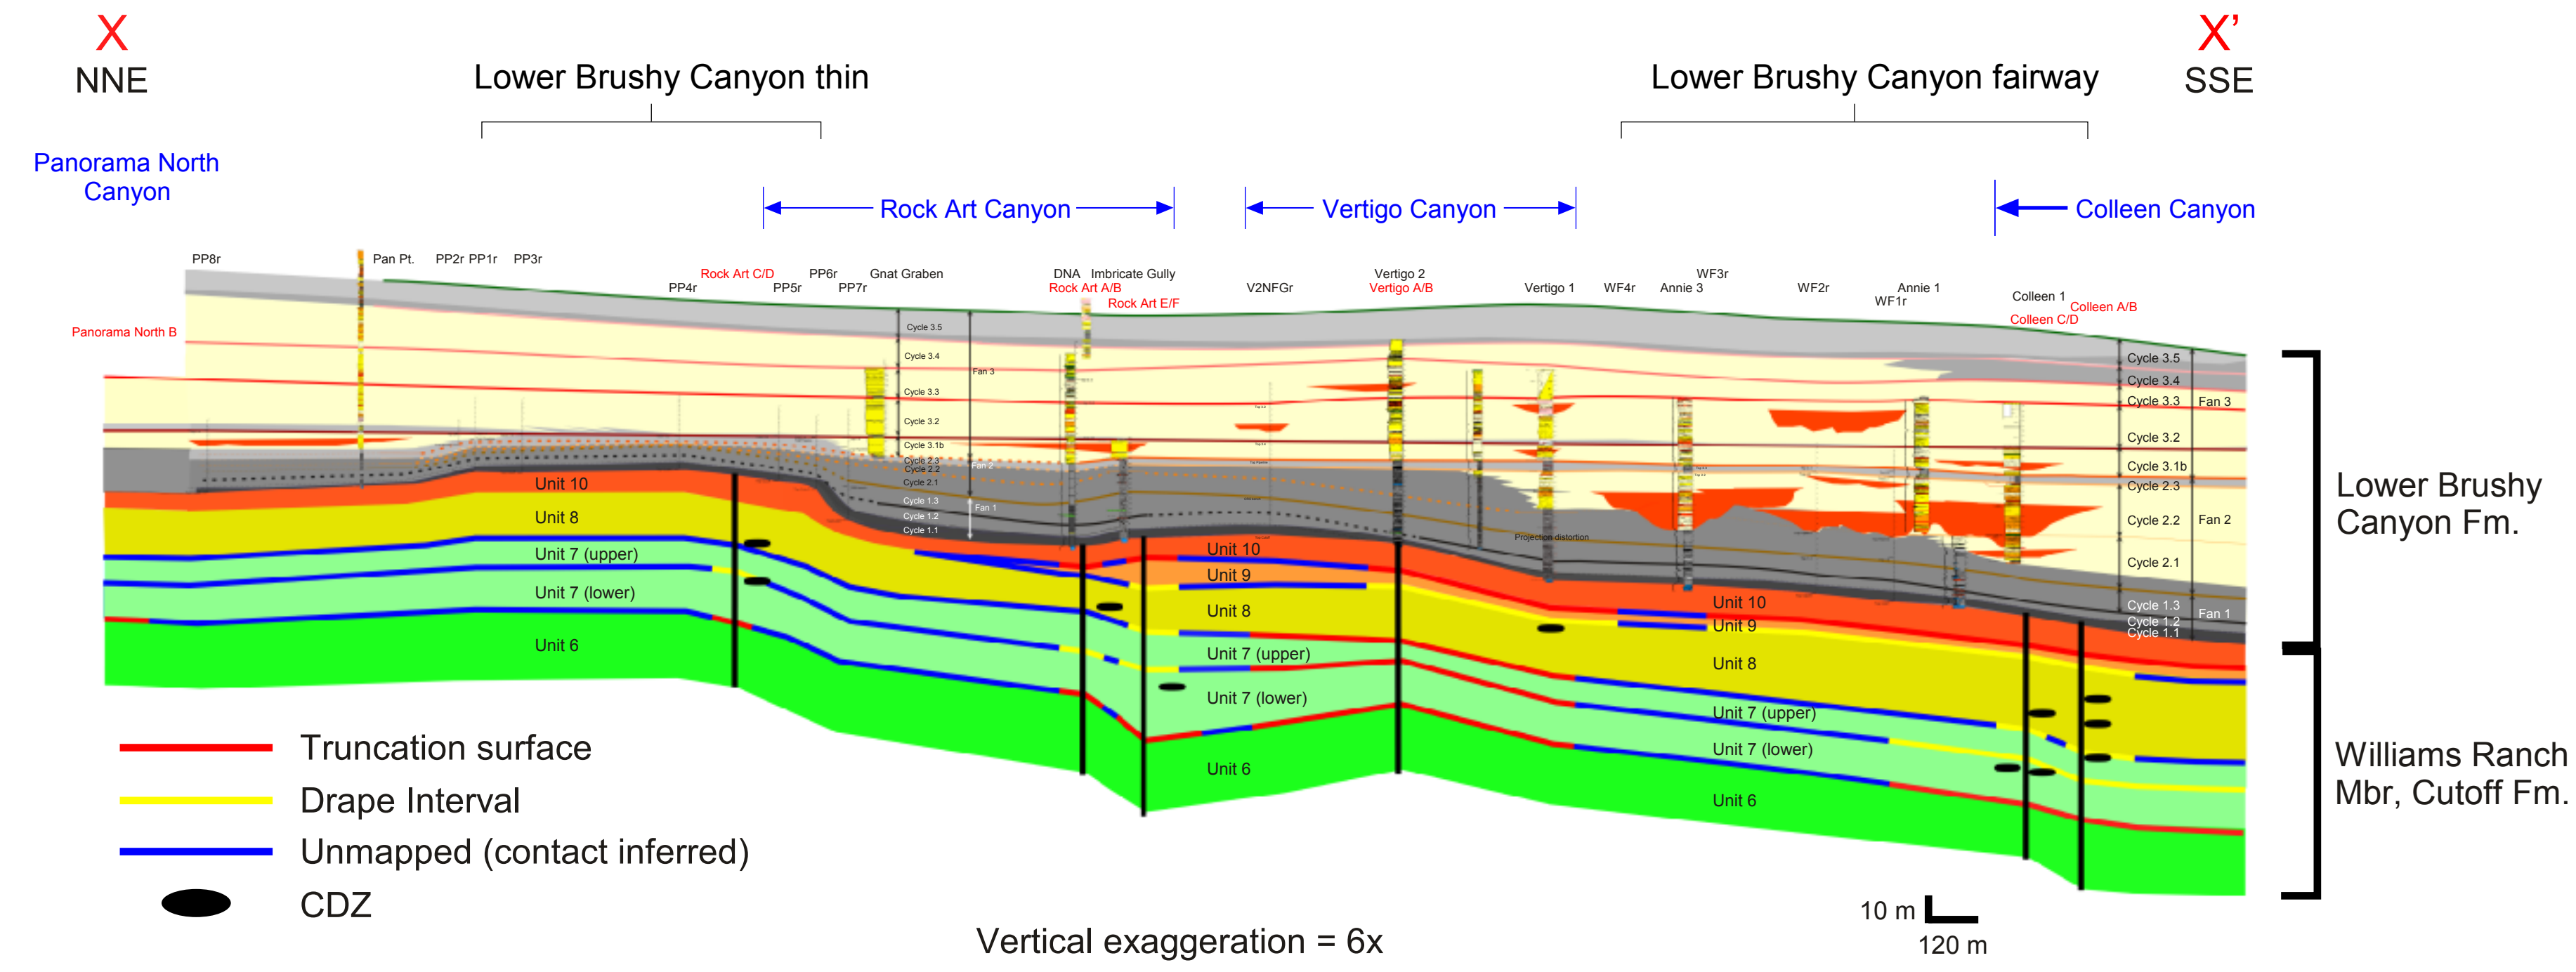 X
X’
NNE
SSE
Lower Brushy Canyon thin
Lower Brushy Canyon fairway
Panorama North
Canyon
Rock Art Canyon
Vertigo Canyon
Colleen Canyon
PP8r
Pan Pt.
PP2r
PP1r
PP3r
PP4r
Rock Art C/D
PP5r
PP6r
PP7r
Gnat Graben
DNA
Rock Art A/B
Imbricate Gully
Rock Art E/F
V2NFGr
Vertigo 2
Vertigo A/B
Vertigo 1
WF4r
Annie 3
WF3r
WF2r
WF1r
Annie 1
Colleen 1
Colleen C/D
Colleen A/B
Panorama North B
Cycle 3.5
Cycle 3.4
Fan 3
Cycle 3.3
Cycle 3.2
Cycle 3.1b
Cycle 2.3
Cycle 2.2
Fan 2
Cycle 2.1
Cycle 1.3
Fan 1
Cycle 1.2
Cycle 1.1
Cycle 3.5
Cycle 3.4
Cycle 3.3
Fan 3
Cycle 3.2
Cycle 3.1b
Cycle 2.3
Cycle 2.2
Fan 2
Cycle 2.1
Cycle 1.3
Fan 1
Cycle 1.2
Cycle 1.1
Projection distortion
Unit 10
Unit 8
Unit 7 (upper)
Unit 7 (lower)
Unit 6
Unit 10
Unit 9
Unit 8
Unit 7 (upper)
Unit 7 (lower)
Unit 6
Unit 10
Unit 9
Unit 8
Unit 7 (upper)
Unit 7 (lower)
Unit 6
Lower Brushy
Canyon Fm.
Williams Ranch
Mbr, Cutoff Fm.
Truncation surface
Drape Interval
Unmapped (contact inferred)
CDZ
Vertical exaggeration = 6x
10 m
120 m